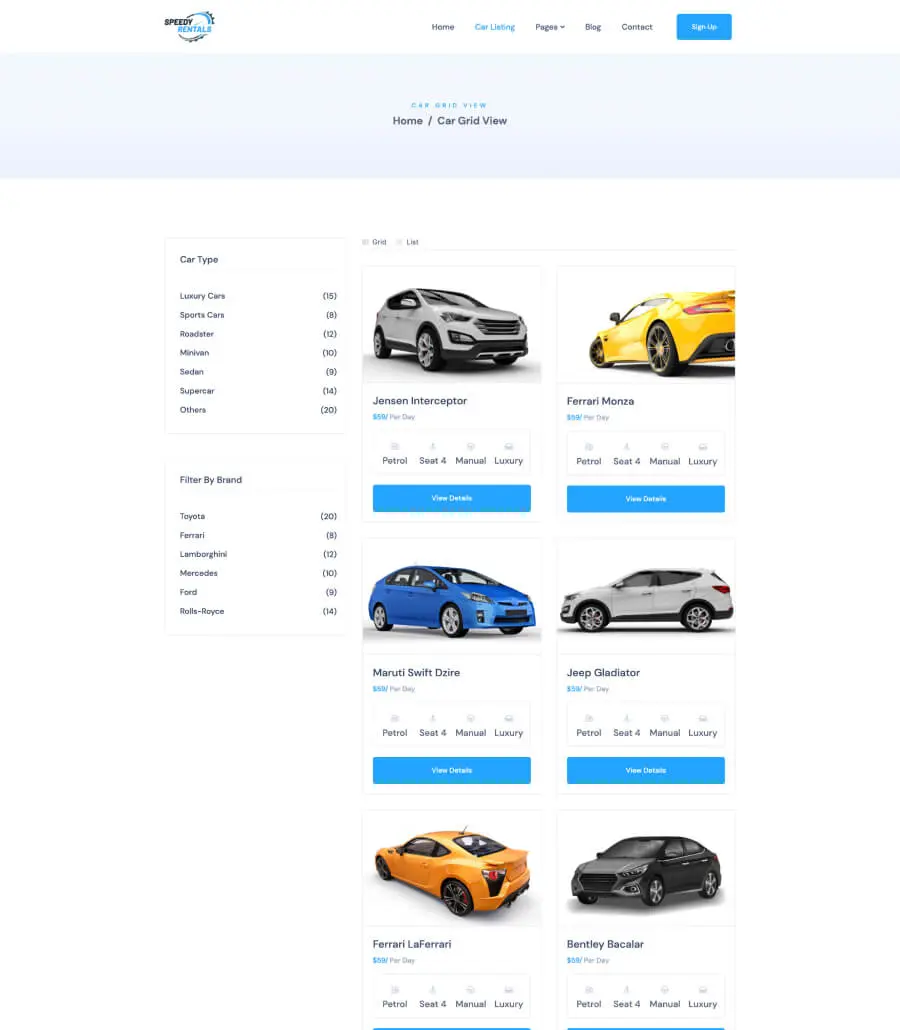 SPEEDY
RENTALS
Home Car Listing Pages Blog Contact Sign Up
CAR GRID VIEW
Home / Car Grid View
Car Type
Luxury Cars (15)
Sports Cars (8)
Roadster (12)
Minivan (10)
Sedan (9)
Supercar (14)
Others (20)
Filter By Brand
Toyota (20)
Ferrari (8)
Lamborghini (12)
Mercedes (10)
Ford (9)
Rolls-Royce (14)
Grid List
Jensen Interceptor
$59/ Per Day
Petrol Seat 4 Manual Luxury
View Details
Ferrari Monza
$59/ Per Day
Petrol Seat 4 Manual Luxury
View Details
Maruti Swift Dzire
$59/ Per Day
Petrol Seat 4 Manual Luxury
View Details
Jeep Gladiator
$59/ Per Day
Petrol Seat 4 Manual Luxury
View Details
Ferrari LaFerrari
$59/ Per Day
Petrol Seat 4 Manual Luxury
Bentley Bacalar
$59/ Per Day
Petrol Seat 4 Manual Luxury